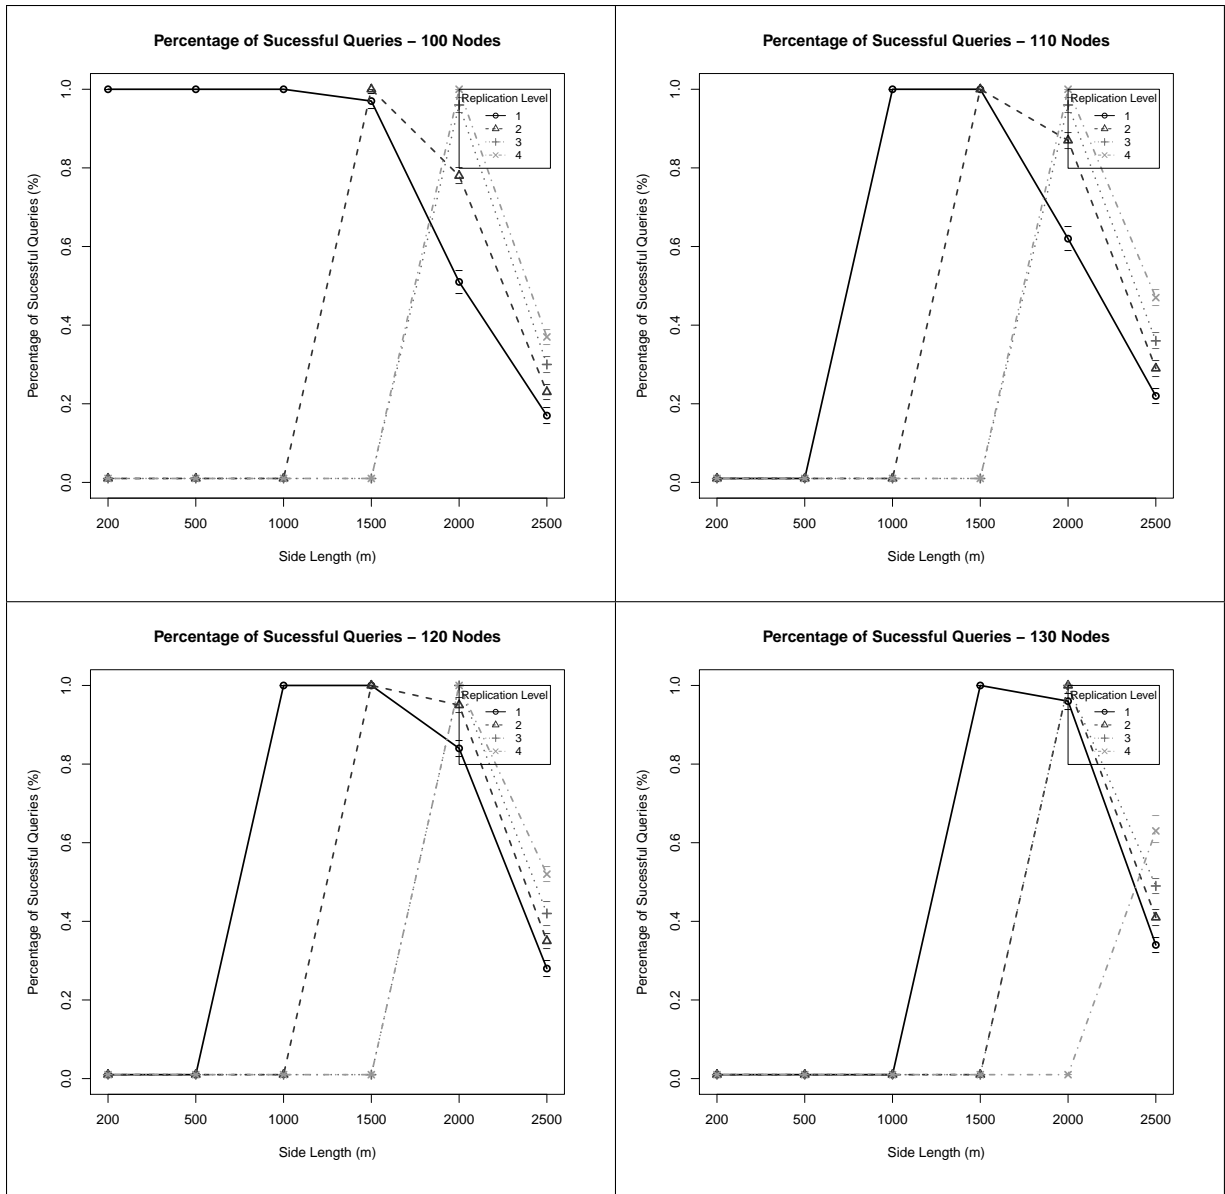 Percentage of Sucessful Queries – 100 Nodes
Percentage of Sucessful Queries (%)
1.0
0.8
0.6
0.4
0.2
0.0
Replication Level
1
2
3
4
200 500 1000 1500 2000 2500
Side Length (m)
Percentage of Sucessful Queries – 110 Nodes
Percentage of Sucessful Queries (%)
1.0
0.8
0.6
0.4
0.2
0.0
Replication Level
1
2
3
4
200 500 1000 1500 2000 2500
Side Length (m)
Percentage of Sucessful Queries – 120 Nodes
Percentage of Sucessful Queries (%)
1.0
0.8
0.6
0.4
0.2
0.0
Replication Level
1
2
3
4
200 500 1000 1500 2000 2500
Side Length (m)
Percentage of Sucessful Queries – 130 Nodes
Percentage of Sucessful Queries (%)
1.0
0.8
0.6
0.4
0.2
0.0
Replication Level
1
2
3
4
200 500 1000 1500 2000 2500
Side Length (m)